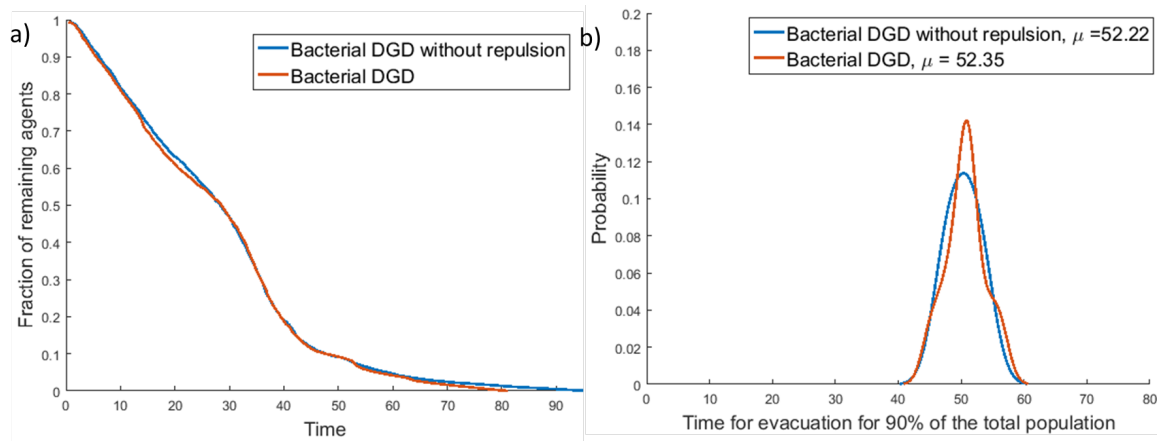 a)
1
0.9
0.8
0.7
0.6
0.5
0.4
0.3
0.2
0.1
0
Fraction of remaining agents
Bacterial DGD without repulsion
Bacterial DGD
0 10 20 30 40 50 60 70 80 90
Time
b)
0.2
0.18
0.16
0.14
0.12
0.1
0.08
0.06
0.04
0.02
0
Probability
Bacterial DGD without repulsion, μ =52.22
Bacterial DGD, μ = 52.35
0 10 20 30 40 50 60 70 80
Time for evacuation for 90% of the total population